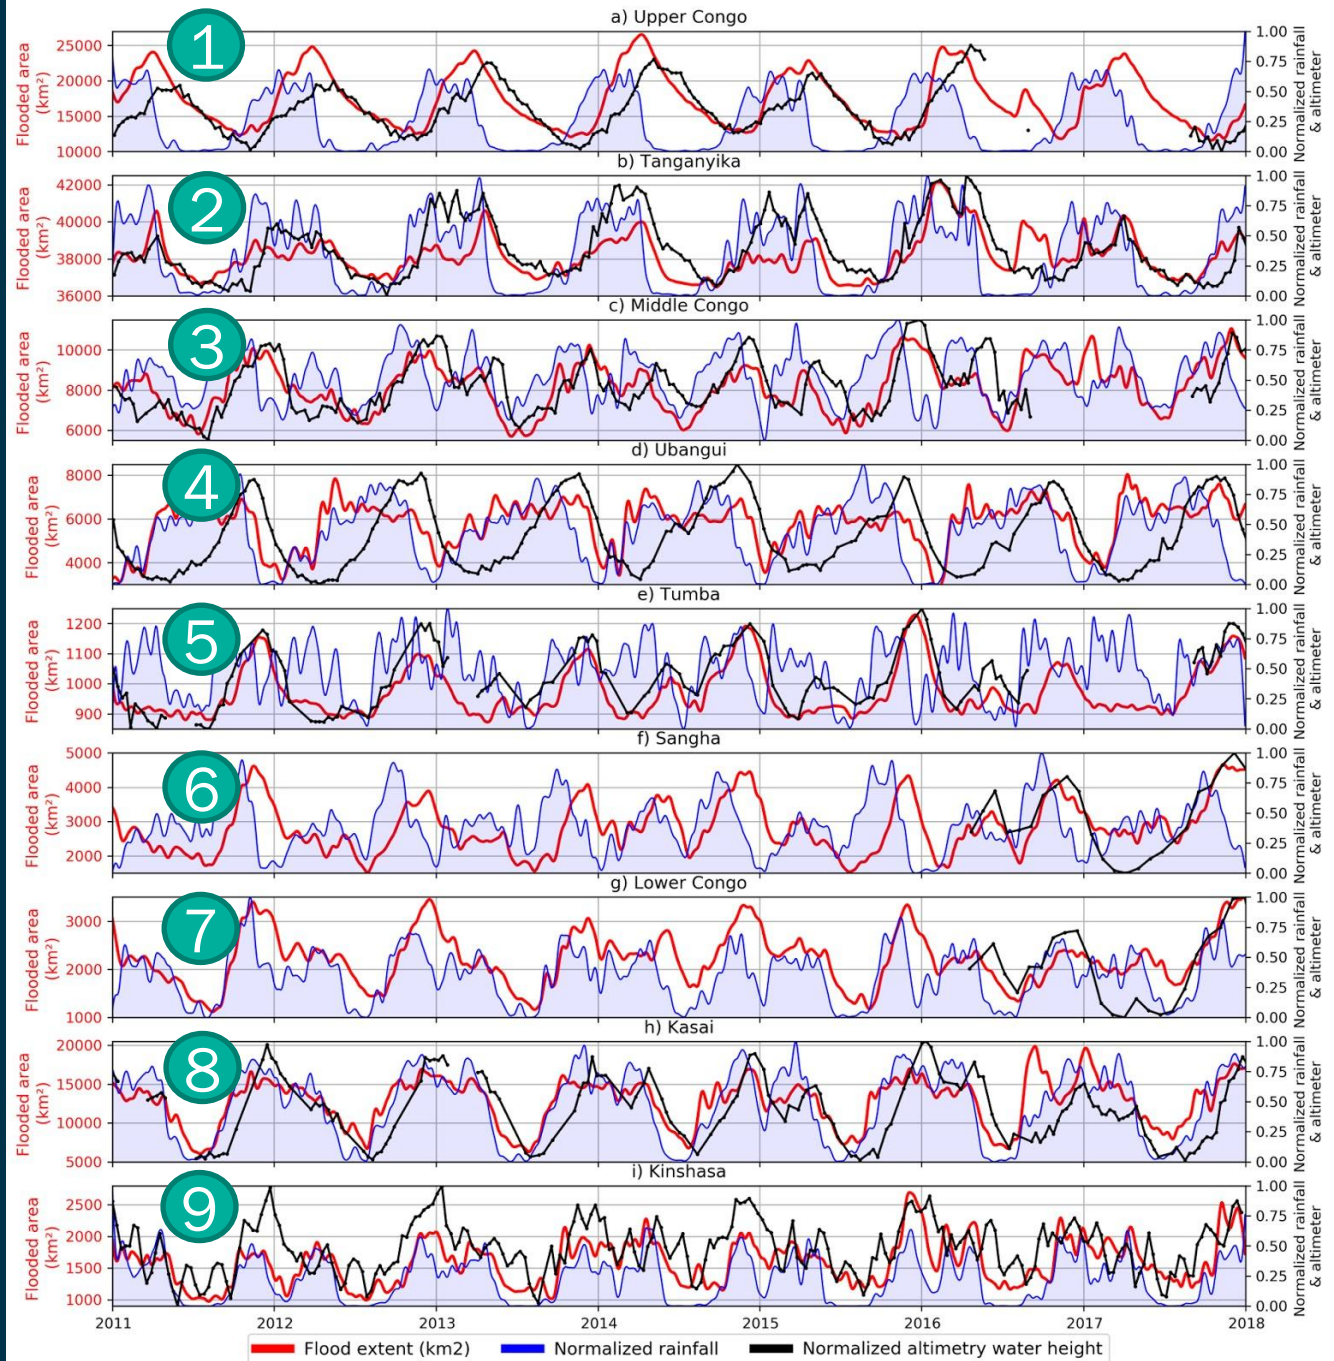 a) Upper Congo
1
Flooded area
(km²)
25000
20000
15000
10000
1.00
0.75
0.50
0.25
0.00
Normalized rainfall
& altimeter
b) Tanganyika
2
Flooded area
(km²)
42000
40000
38000
36000
1.00
0.75
0.50
0.25
0.00
Normalized rainfall
& altimeter
c) Middle Congo
3
Flooded area
(km²)
10000
8000
6000
1.00
0.75
0.50
0.25
0.00
Normalized rainfall
& altimeter
d) Ubangui
4
Flooded area
(km²)
8000
6000
4000
1.00
0.75
0.50
0.25
0.00
Normalized rainfall
& altimeter
e) Tumba
5
Flooded area
(km²)
1200
1100
1000
900
1.00
0.75
0.50
0.25
0.00
Normalized rainfall
& altimeter
f) Sangha
6
Flooded area
(km²)
5000
4000
3000
2000
1.00
0.75
0.50
0.25
0.00
Normalized rainfall
& altimeter
g) Lower Congo
7
Flooded area
(km²)
3000
2000
1000
1.00
0.75
0.50
0.25
0.00
Normalized rainfall
& altimeter
h) Kasai
8
Flooded area
(km²)
20000
15000
10000
5000
1.00
0.75
0.50
0.25
0.00
Normalized rainfall
& altimeter
i) Kinshasa
9
Flooded area
(km²)
2500
2000
1500
1000
1.00
0.75
0.50
0.25
0.00
Normalized rainfall
& altimeter
2011 2012 2013 2014 2015 2016 2017 2018
Flood extent (km2) Normalized rainfall Normalized altimetry water height